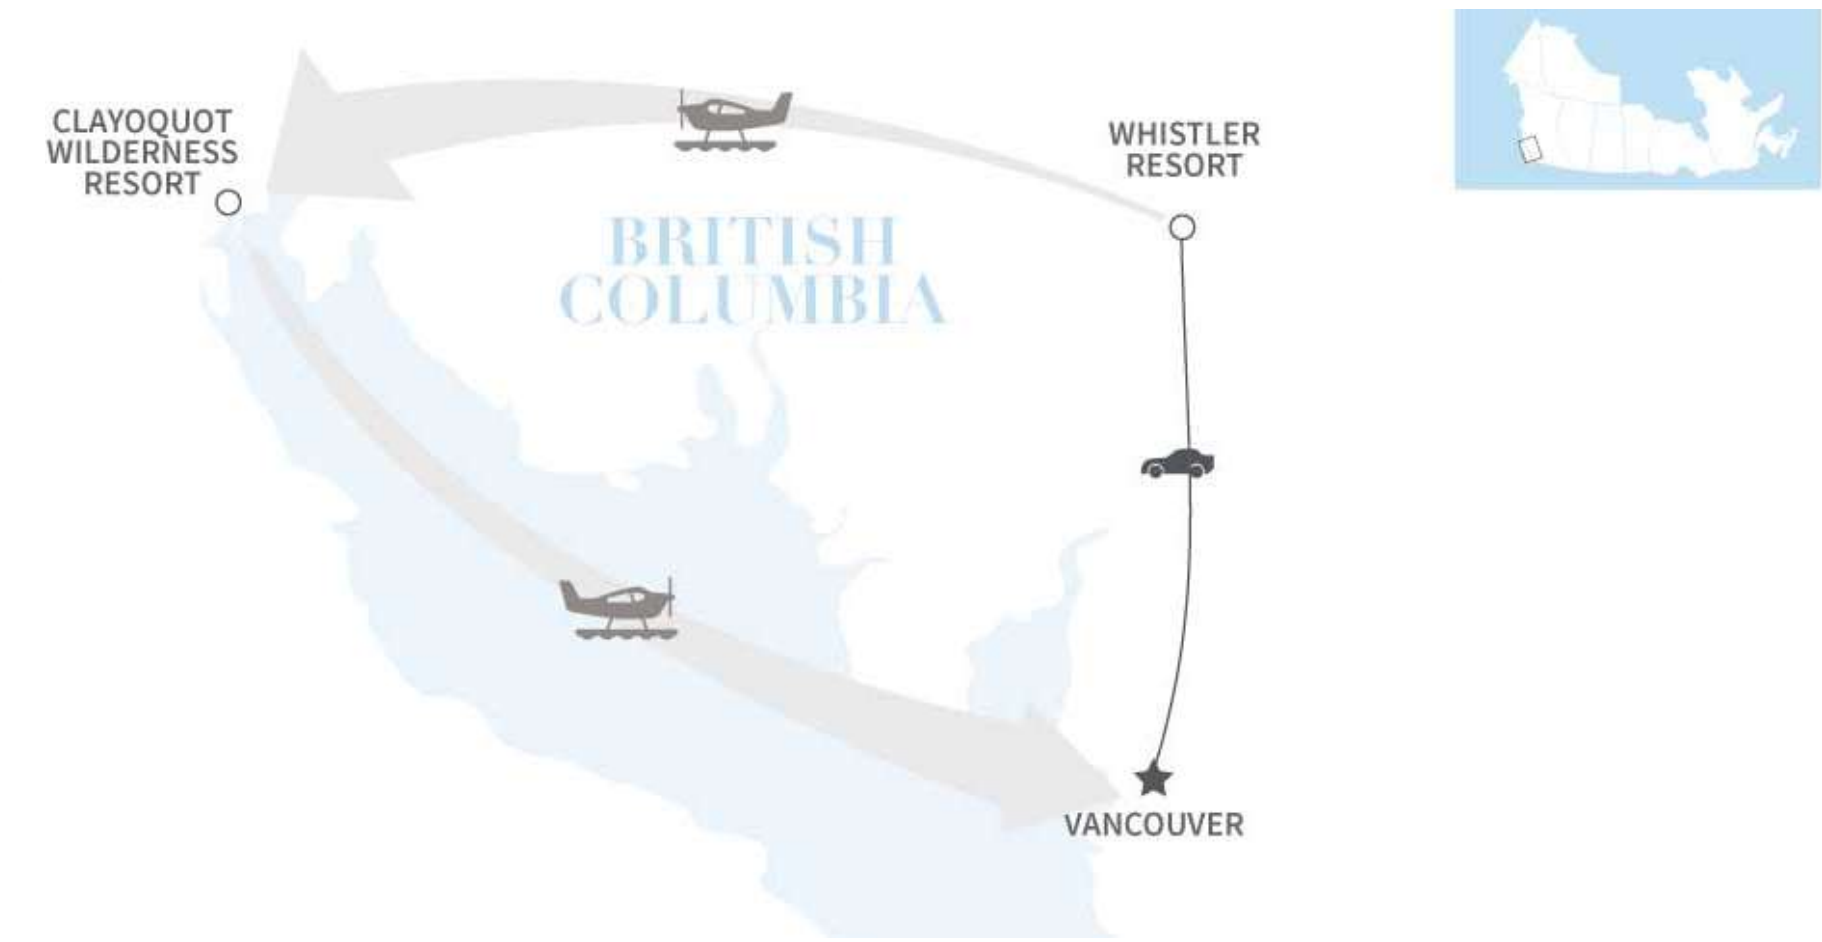 CLAYOQUOT
WILDERNESS
RESORT
WHISTLER
RESORT
BRITISH
COLUMBIA
VANCOUVER